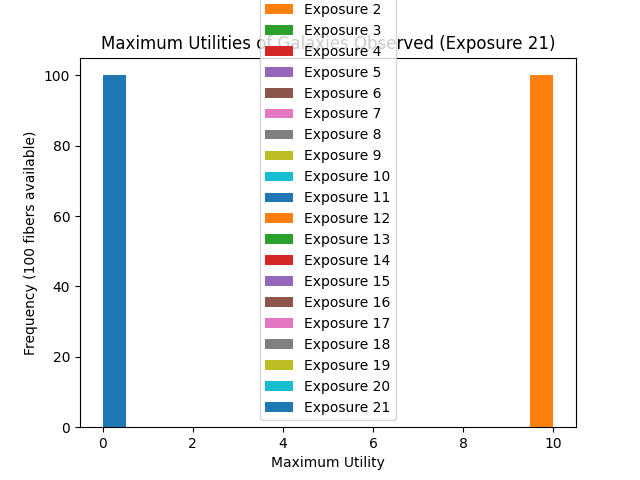 Exposure 2
Exposure 3
Maximum Utilities of Galaxies Observed (Exposure 21)
Exposure 4
Exposure 5
Exposure 6
Exposure 7
Exposure 8
Exposure 9
Exposure 10
Exposure 11
Exposure 12
Exposure 13
Exposure 14
Exposure 15
Exposure 16
Exposure 17
Exposure 18
Exposure 19
Exposure 20
Exposure 21
Frequency (100 fibers available)
100
80
60
40
20
0
0 2 4 6 8 10
Maximum Utility